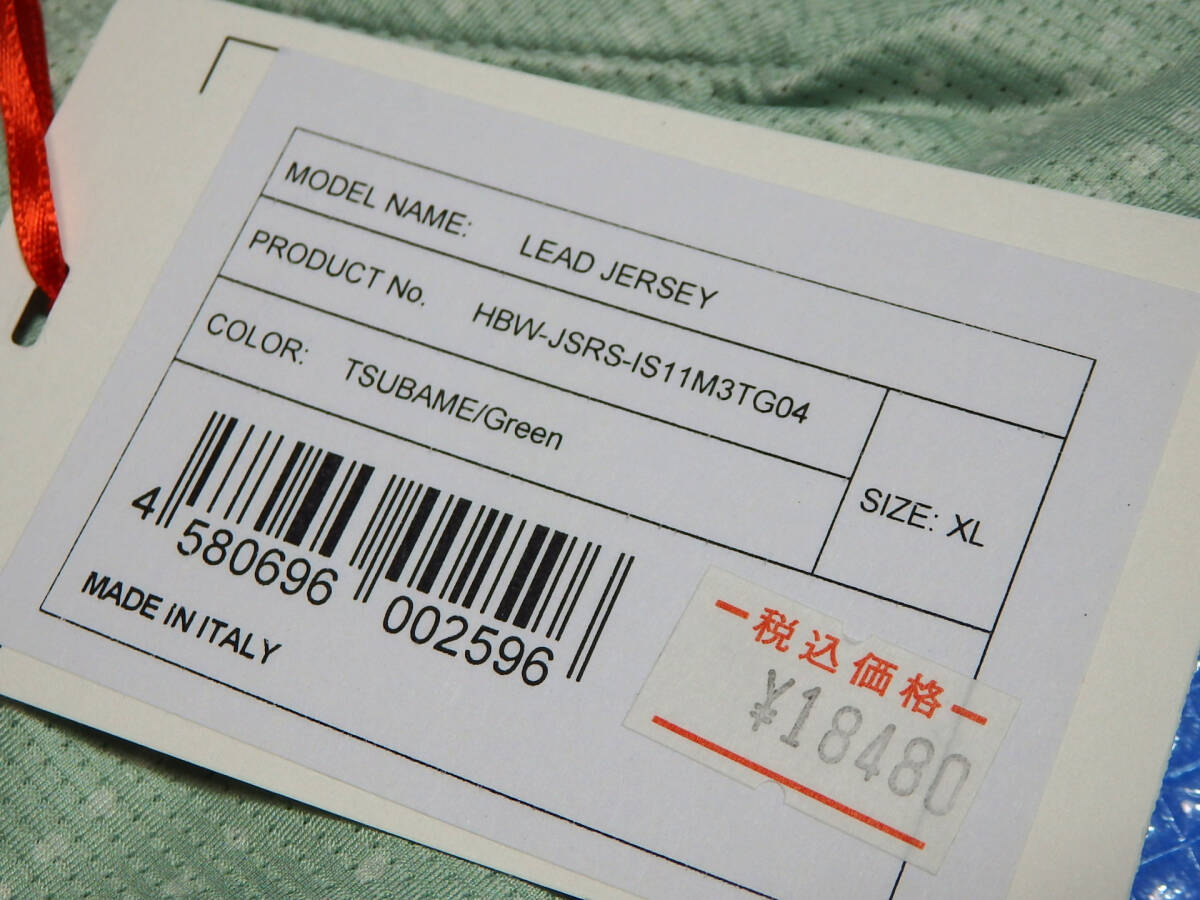 MODEL NAME: LEAD JERSEY
PRODUCT No. HBW-JSRS-IS11M3TG04
COLOR: TSUBAME/Green
SIZE: XL
4 580696 002596
MADE IN ITALY
税込価格
¥18480